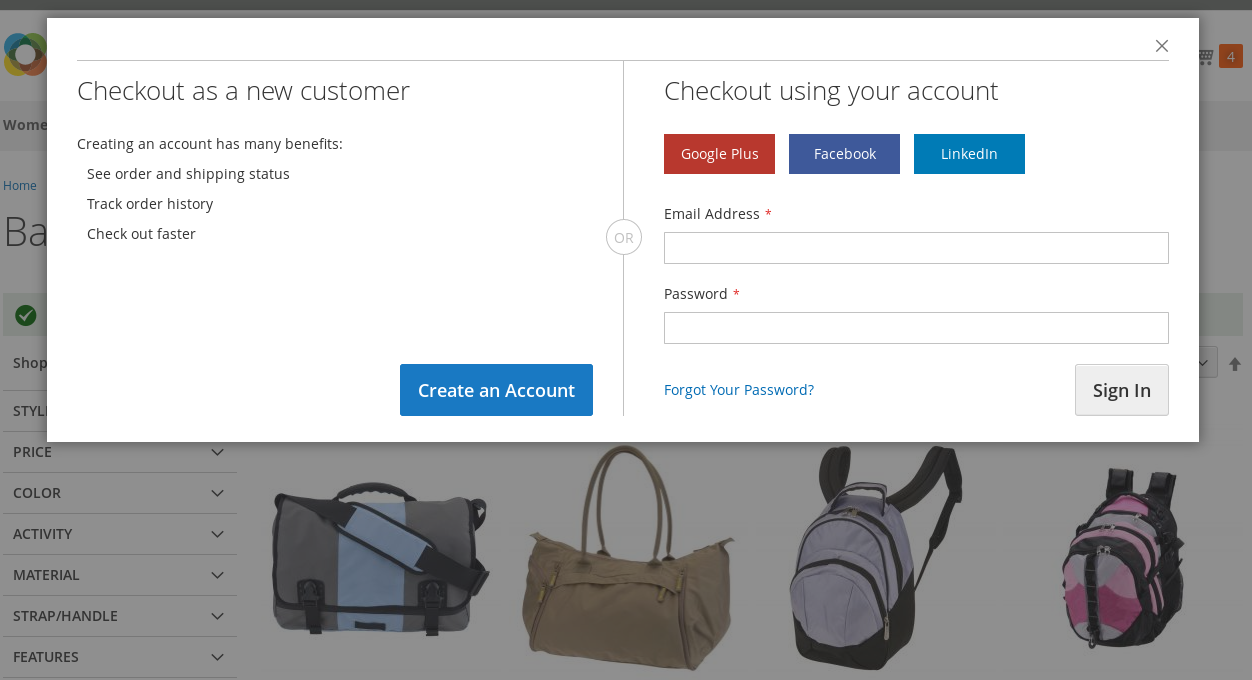 4
Wome
Home
Ba
Shop
STYL
PRICE
COLOR
ACTIVITY
MATERIAL
STRAP/HANDLE
FEATURES
Checkout as a new customer
Creating an account has many benefits:
See order and shipping status
Track order history
Check out faster
Create an Account
OR
Checkout using your account
Google Plus
Facebook
LinkedIn
Email Address *
Password *
Forgot Your Password?
Sign In